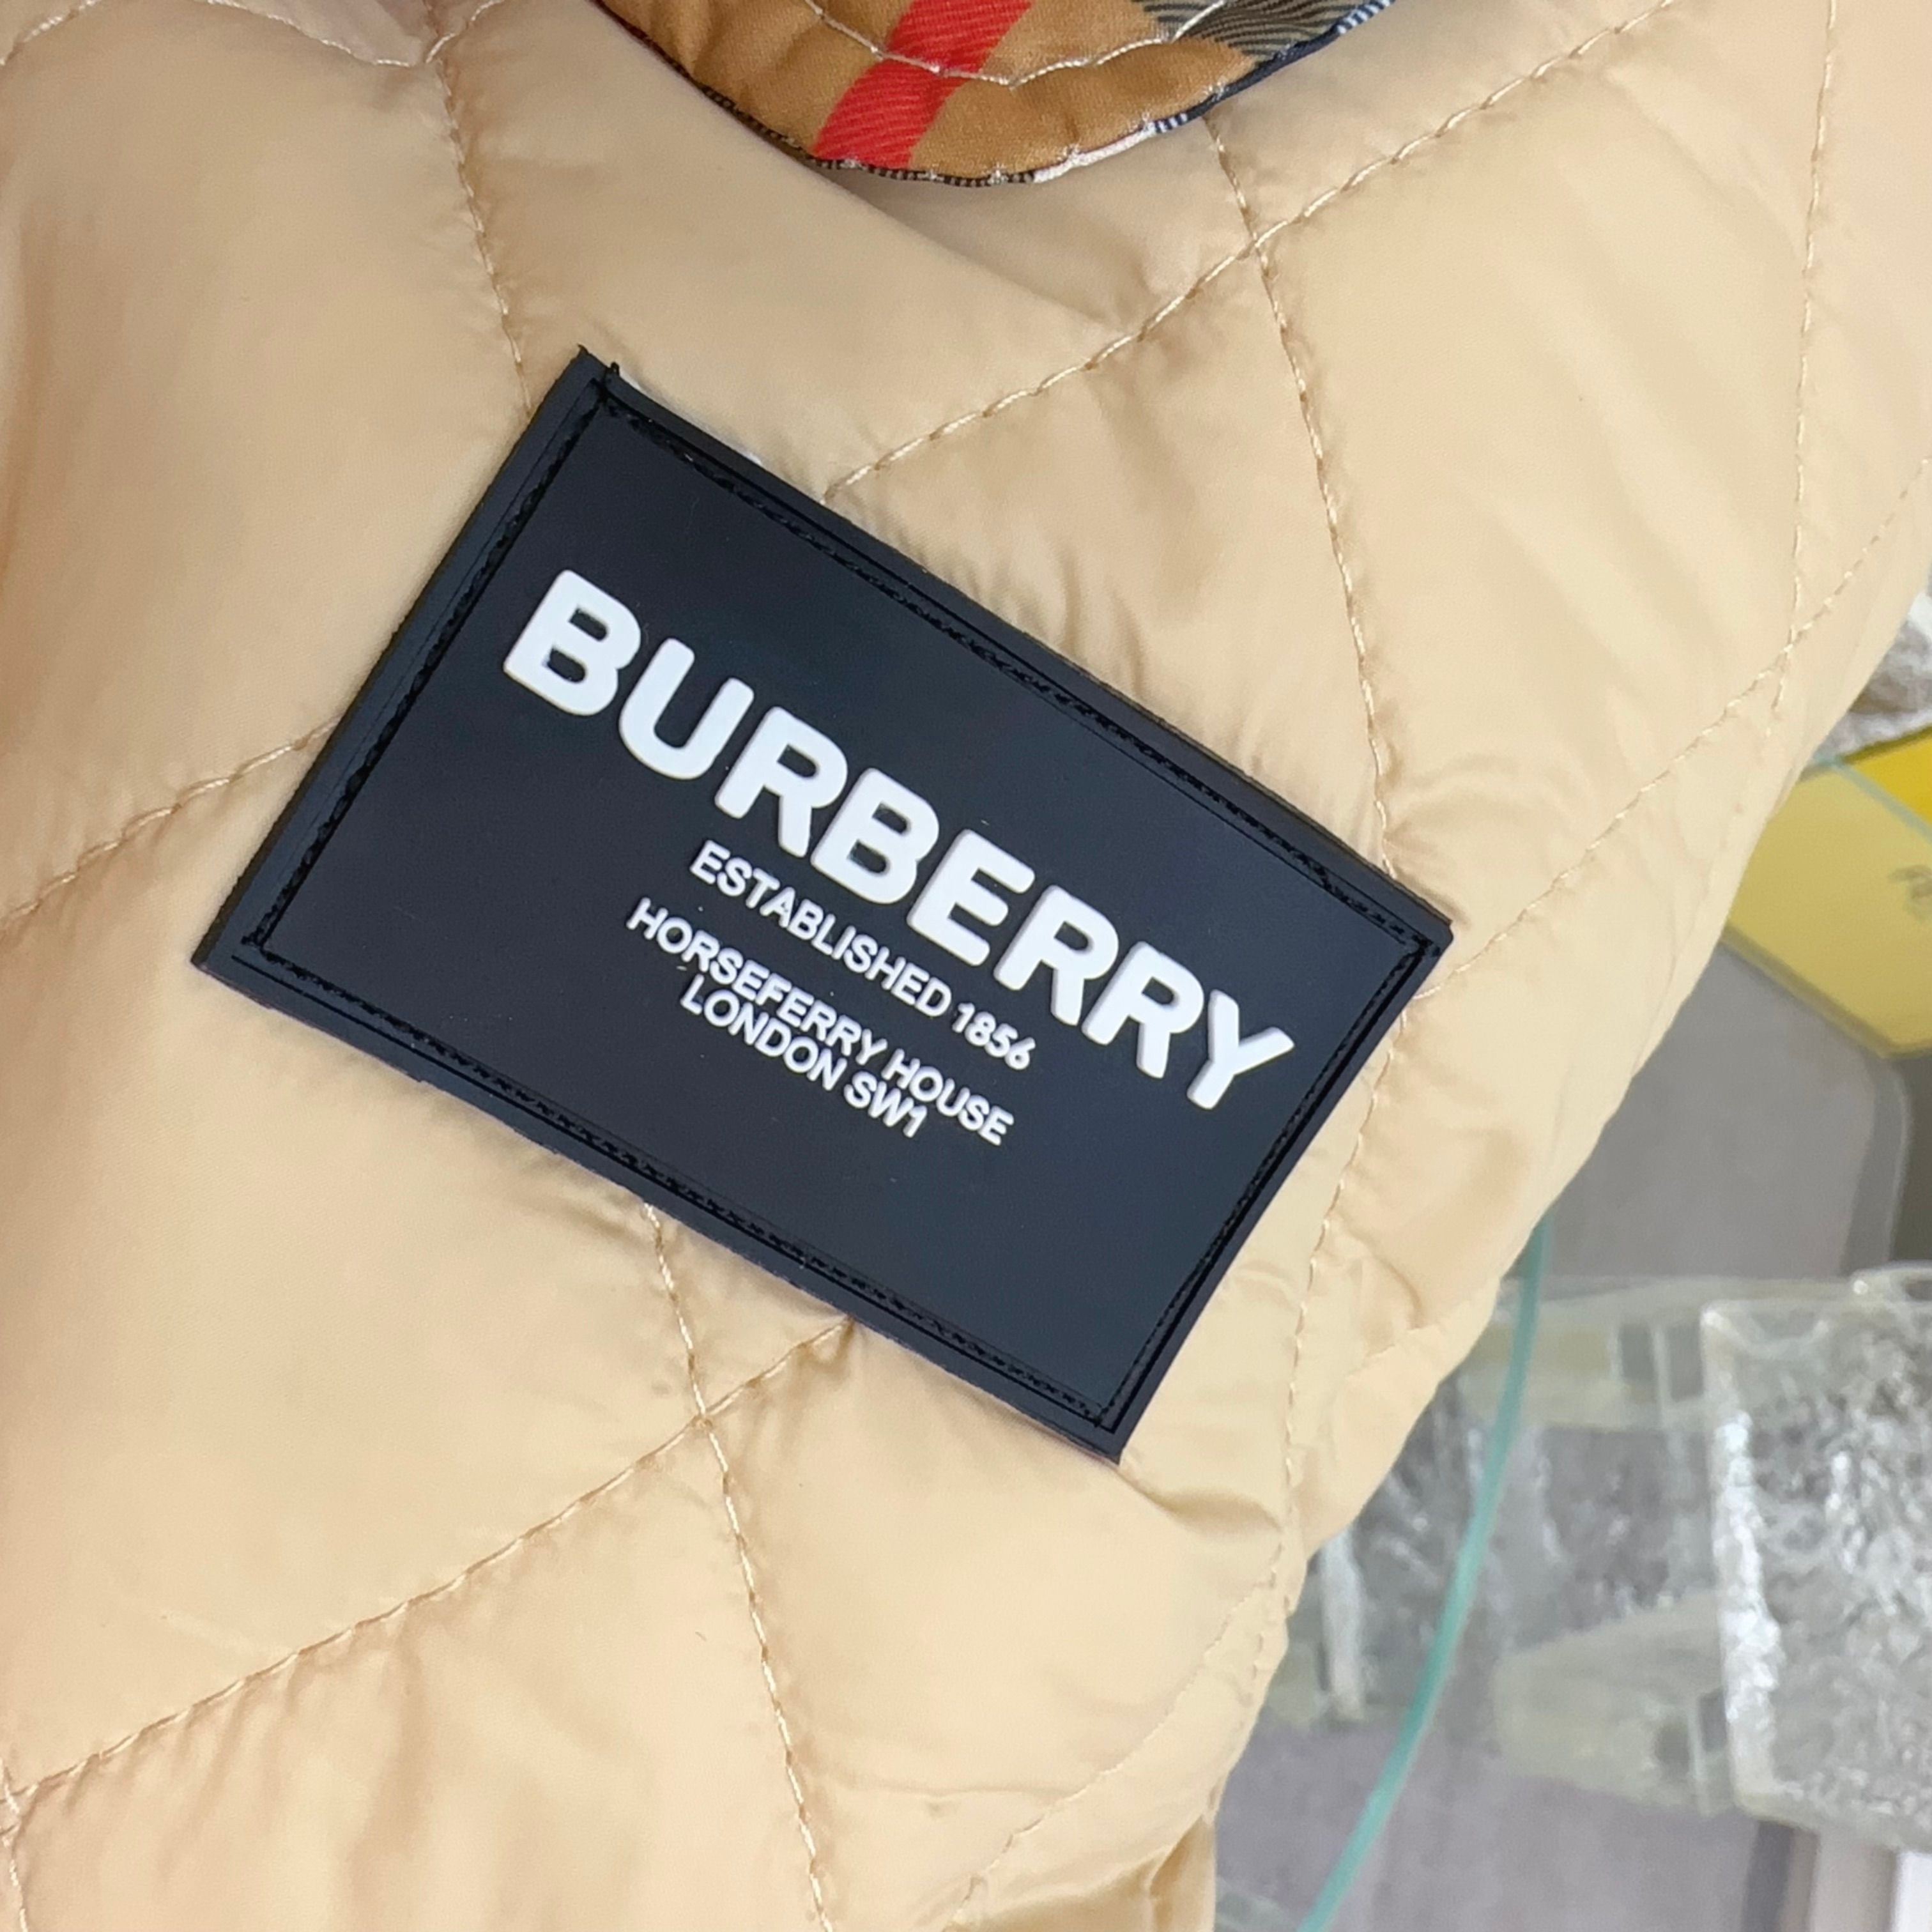 BURBERRY
ESTABLISHED 1856
HORSEFERRY HOUSE
LONDON SW1